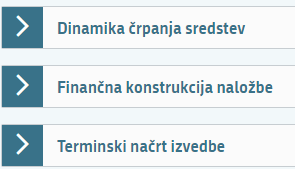 Dinamika črpanja sredstev
Finančna konstrukcija naložbe
Terminski načrt izvedbe